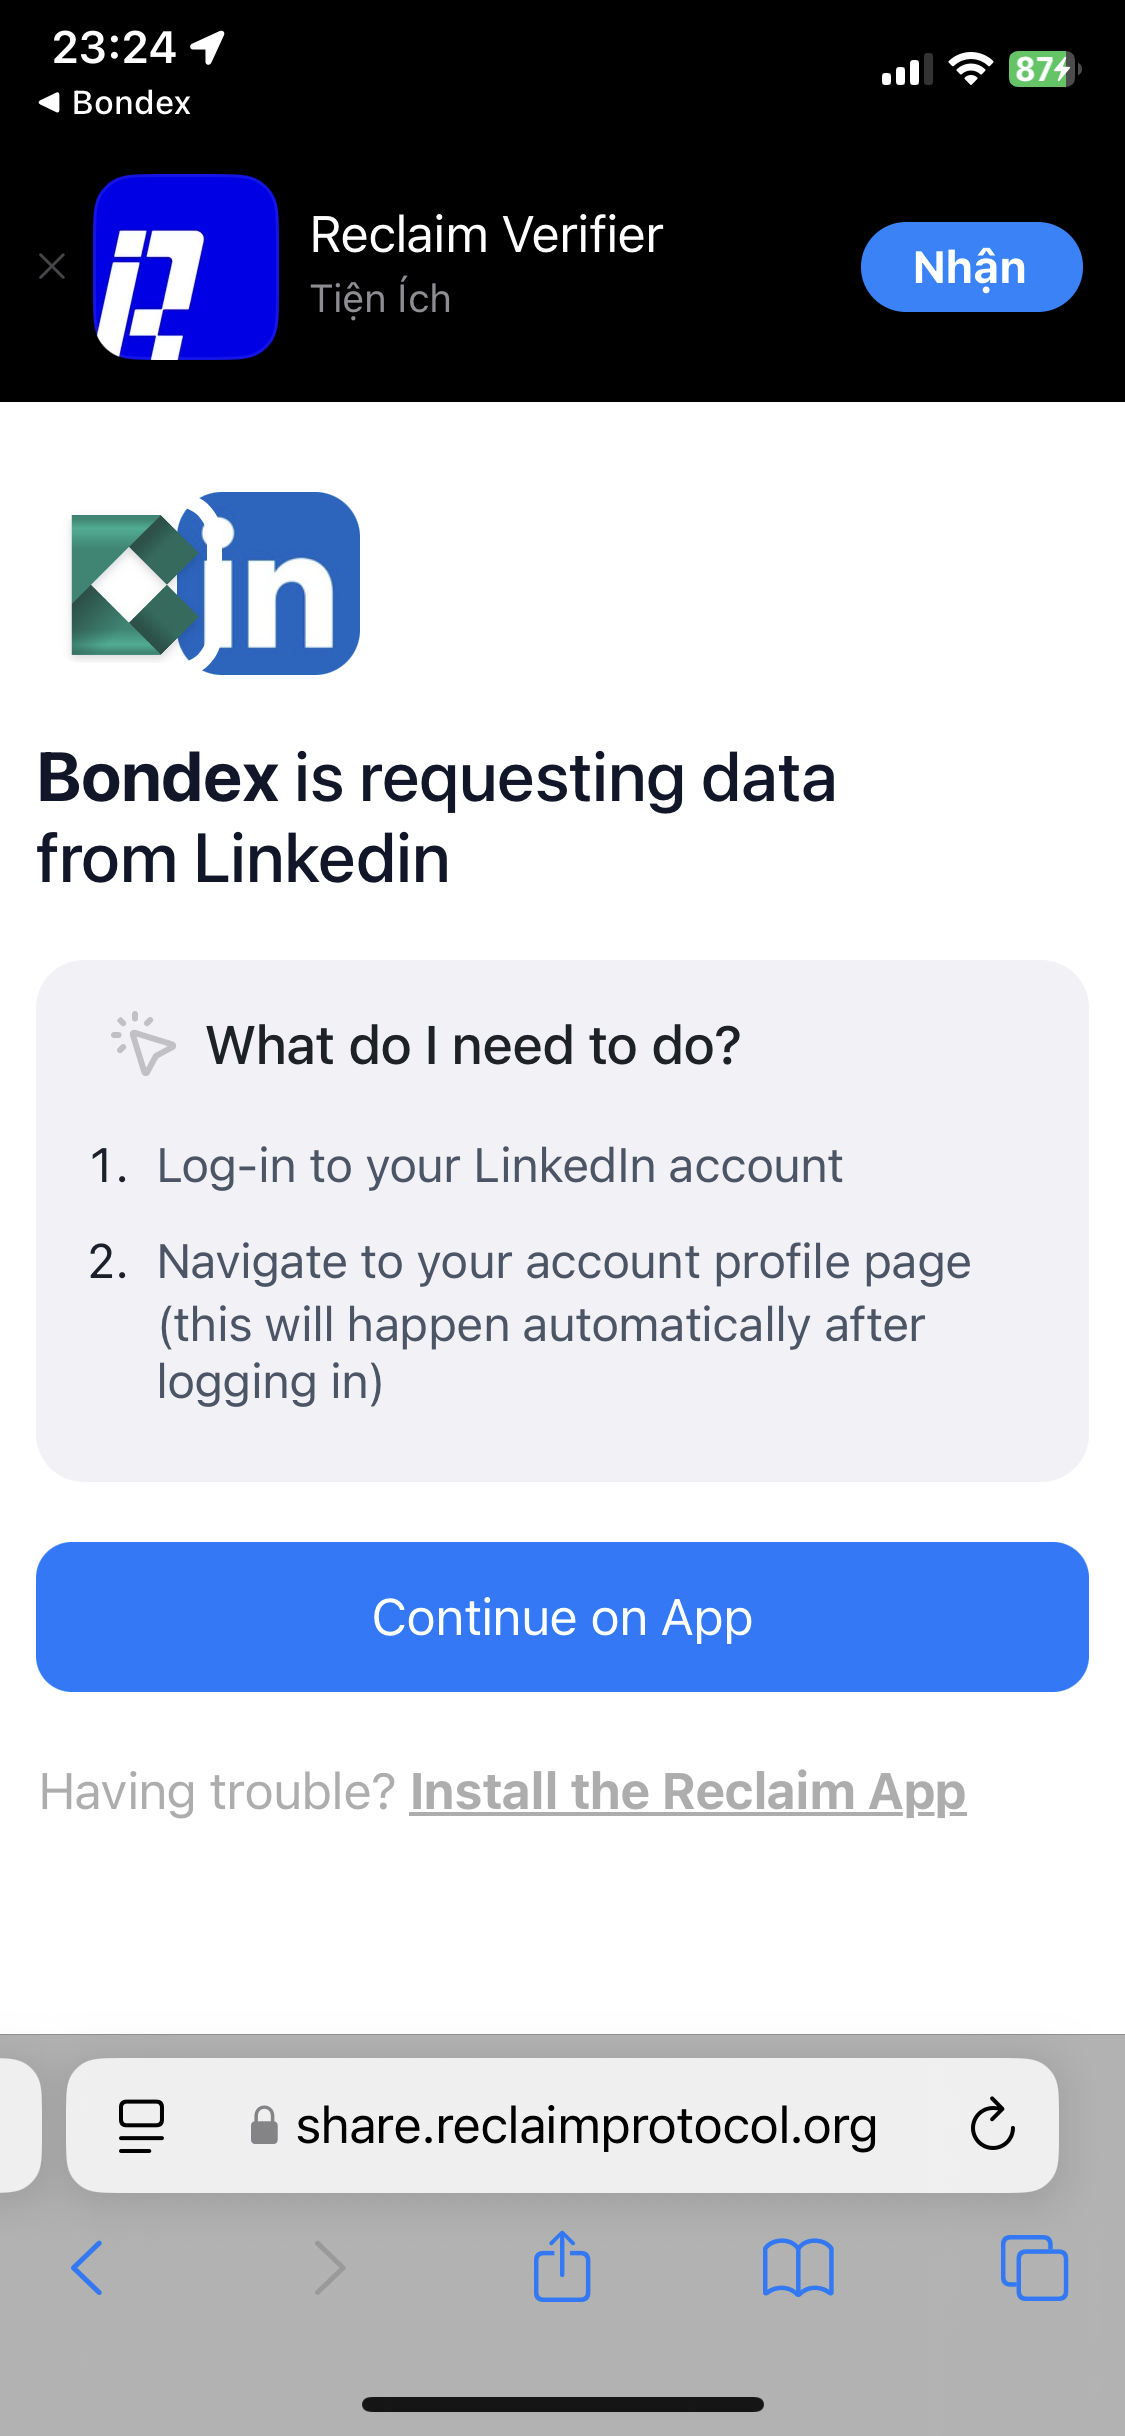 23:24
Bondex
87
Reclaim Verifier
Tiện Ích
Nhận
in
Bondex is requesting data
from Linkedin
What do I need to do?
1. Log-in to your LinkedIn account
2. Navigate to your account profile page
(this will happen automatically after
logging in)
Continue on App
Having trouble? Install the Reclaim App
share.reclaimprotocol.org